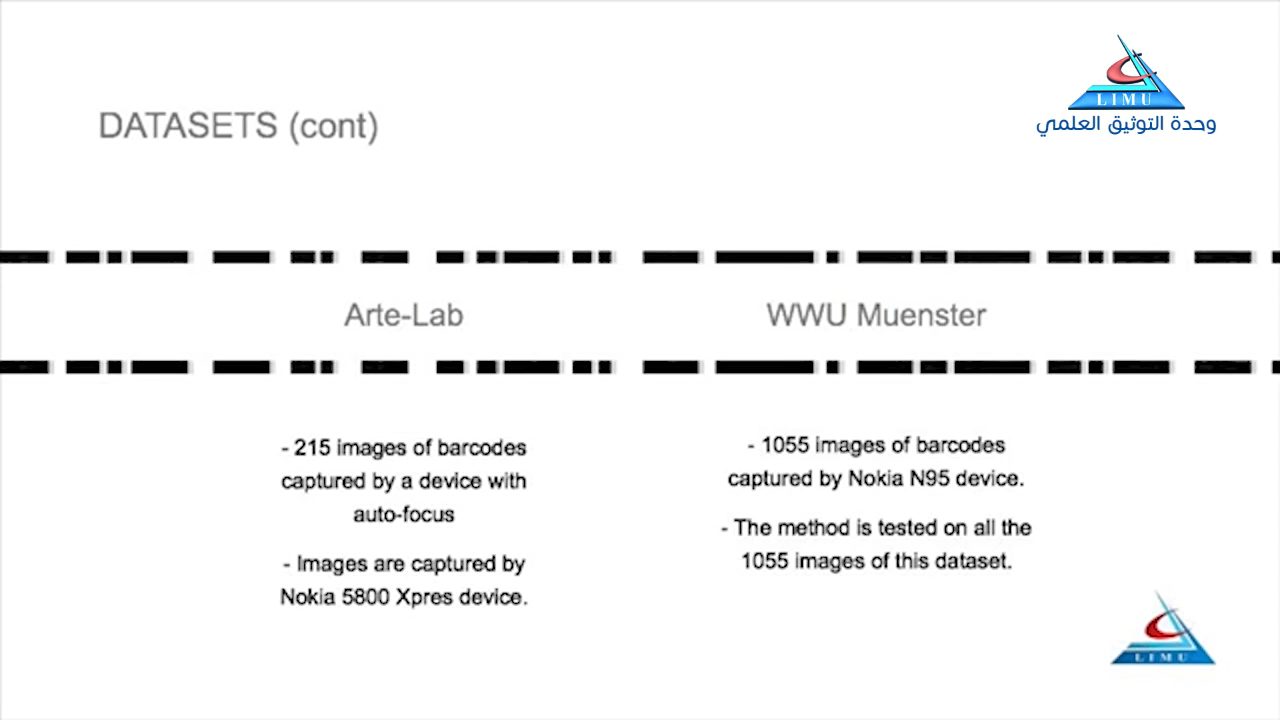 LIMU
وحدة التوثيق العلمي
DATASETS (cont)
Arte-Lab
WWU Muenster
- 215 images of barcodes
captured by a device with
auto-focus
- Images are captured by
Nokia 5800 Xpres device.
- 1055 images of barcodes
captured by Nokia N95 device.
- The method is tested on all the
1055 images of this dataset.
LIMU